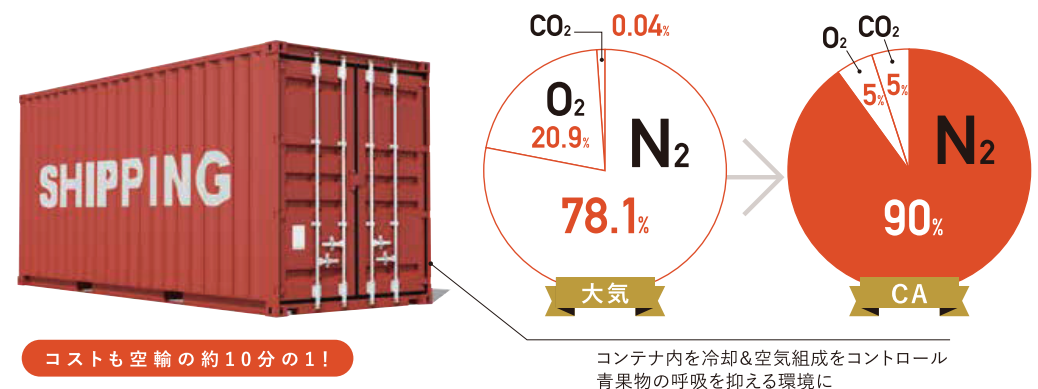 SHIPPING
コストも空輸の約10分の1!
CO2 0.04%
O2
20.9%
N2
78.1%
大気
O2 CO2
5% 5%
N2
90%
CA
コンテナ内を冷却&空気組成をコントロール
青果物の呼吸を抑える環境に